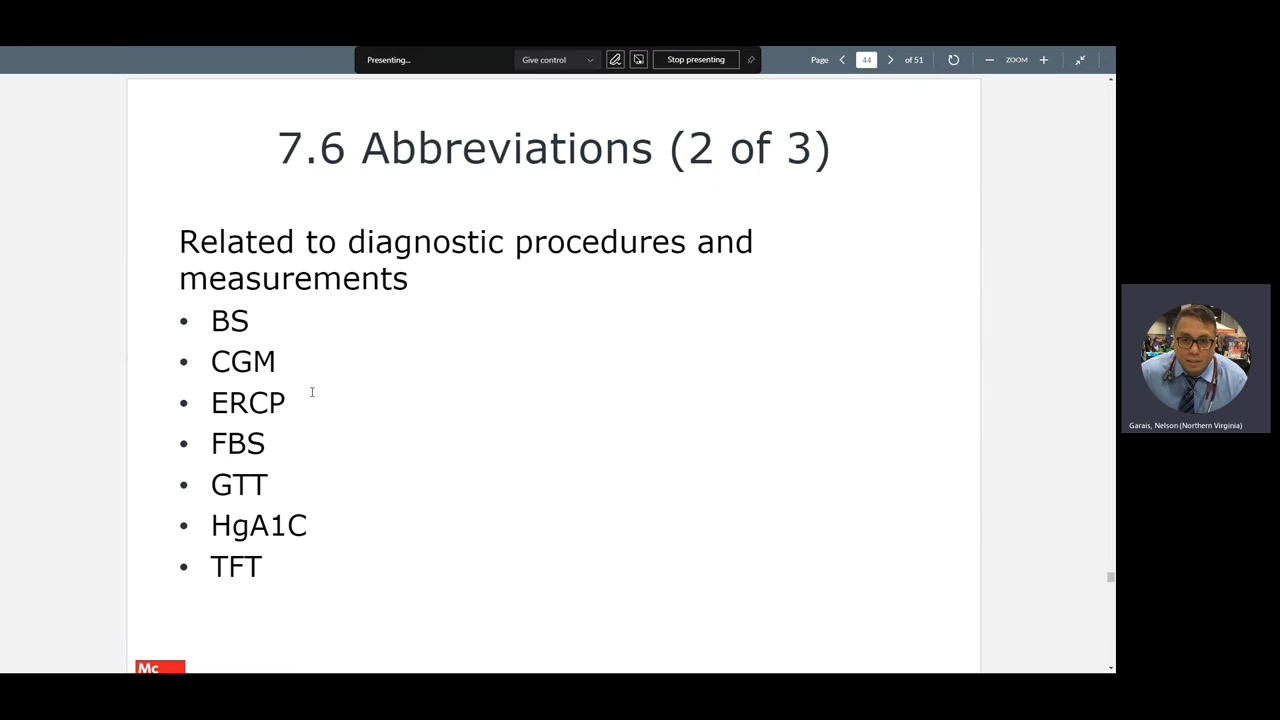 Presenting...
Give control
Stop presenting
Page
44
of 51
ZOOM
7.6 Abbreviations (2 of 3)
Related to diagnostic procedures and
measurements
• BS
• CGM
• ERCP
• FBS
• GTT
• HgA1C
• TFT
Garais, Nelson (Northern Virginia)
Mc